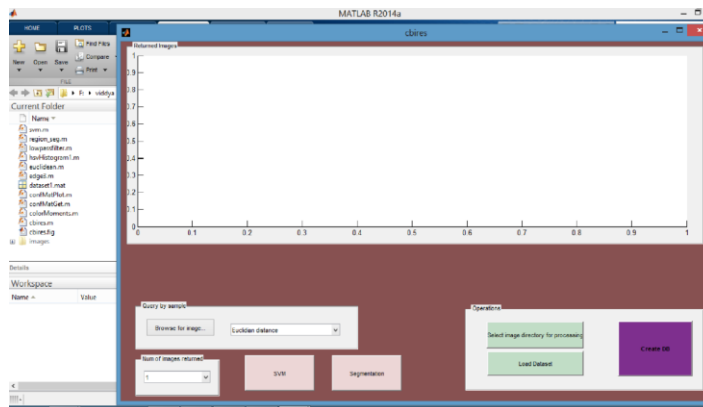 MATLAB R2014a
HOME PLOTS
cbires
New Open Save
Find Files
Compare
Print
FILE
Returned Images
Current Folder
Name
region_seg.m
lowpassfilter.m
hsvHistogram1.m
euclidean.m
dataset1.mat
confMatPlot.m
confMatGet.m
colorMoments.m
cbires.m
cbires.fig
images
Details
Workspace
Name Value
1
0.9
0.8
0.7
0.6
0.5
0.4
0.3
0.2
0.1
0
0 0.1 0.2 0.3 0.4 0.5 0.6 0.7 0.8 0.9 1
Query by sample
Browse for image...
Euclidian distance
Num of images returned
1
SVM
Segmentation
Operations
Select image directory for processing
Load Dataset
Create DB